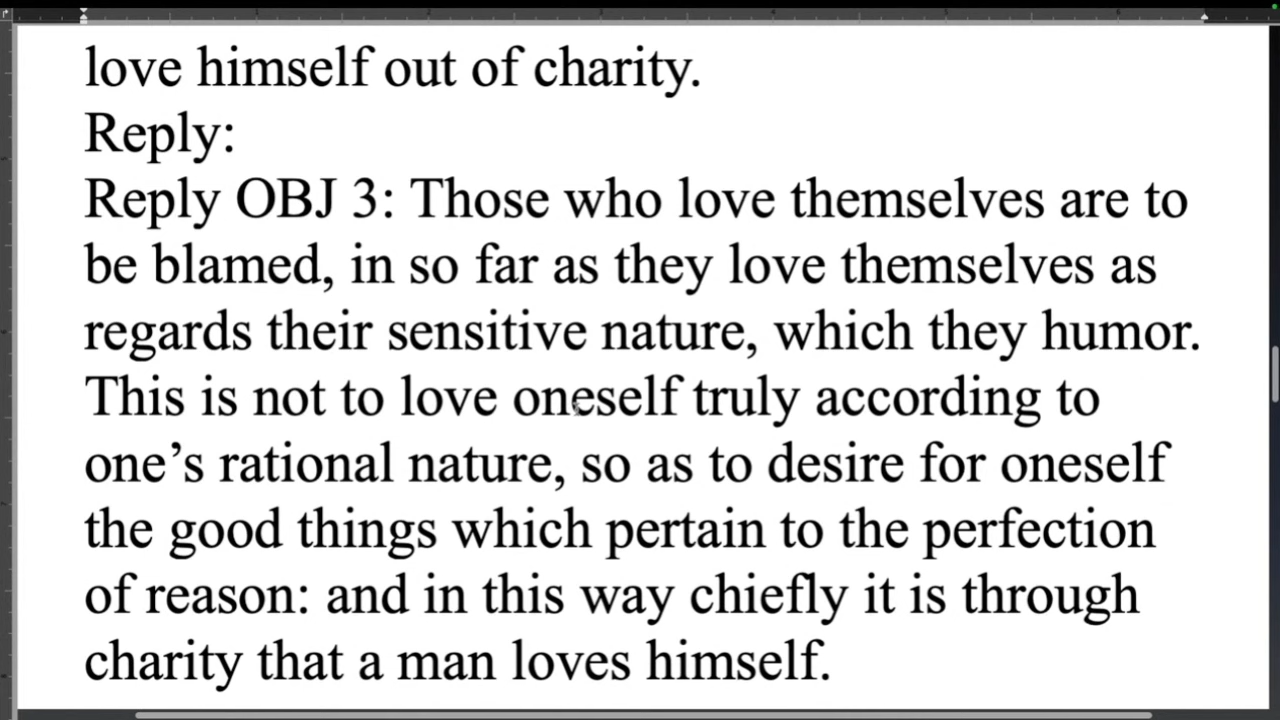 love himself out of charity.
Reply:
Reply OBJ 3: Those who love themselves are to
be blamed, in so far as they love themselves as
regards their sensitive nature, which they humor.
This is not to love oneself truly according to
one’s rational nature, so as to desire for oneself
the good things which pertain to the perfection
of reason: and in this way chiefly it is through
charity that a man loves himself.